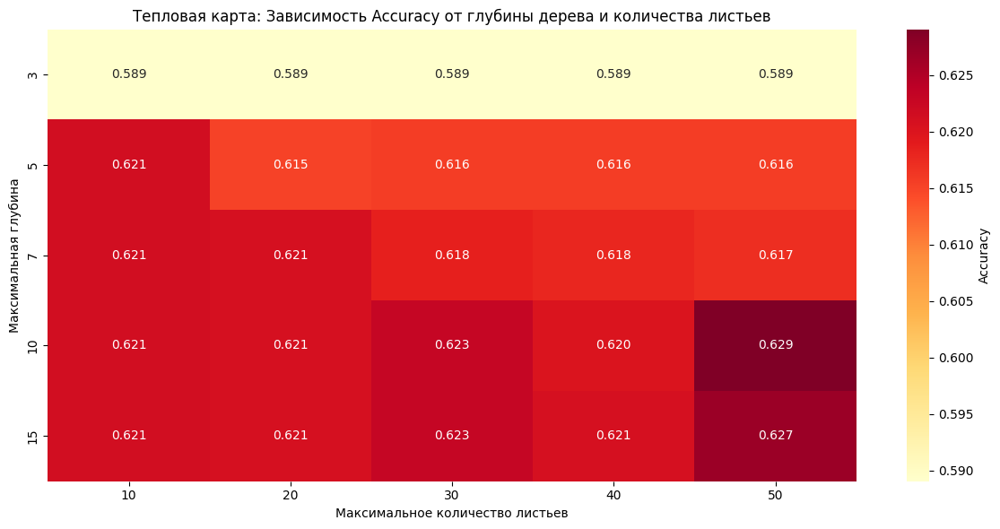 Тепловая карта: Зависимость Accuracy от глубины дерева и количества листьев
Максимальная глубина
3 0.589 0.589 0.589 0.589 0.589
5 0.621 0.615 0.616 0.616 0.616
7 0.621 0.621 0.618 0.618 0.617
10 0.621 0.621 0.623 0.620 0.629
15 0.621 0.621 0.623 0.621 0.627
10 20 30 40 50
Максимальное количество листьев
0.625
0.620
0.615
0.610
0.605
0.600
0.595
0.590
Accuracy